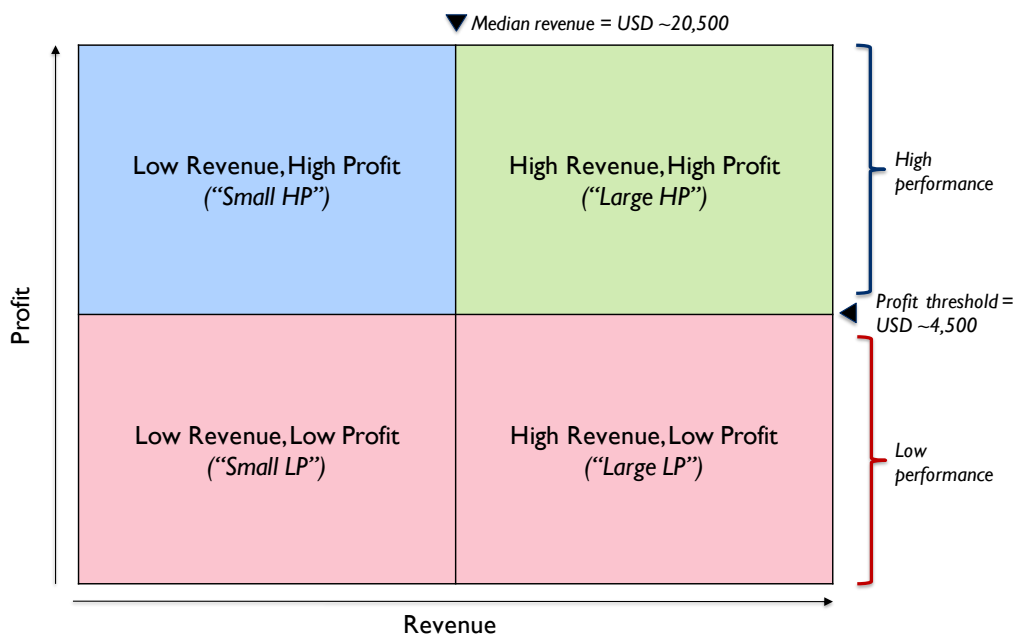 Median revenue = USD ~20,500
Low Revenue, High Profit
(“Small HP”)
High Revenue, High Profit
(“Large HP”)
High
performance
Profit threshold =
USD ~4,500
Profit
Low Revenue, Low Profit
(“Small LP”)
High Revenue, Low Profit
(“Large LP”)
Low
performance
Revenue